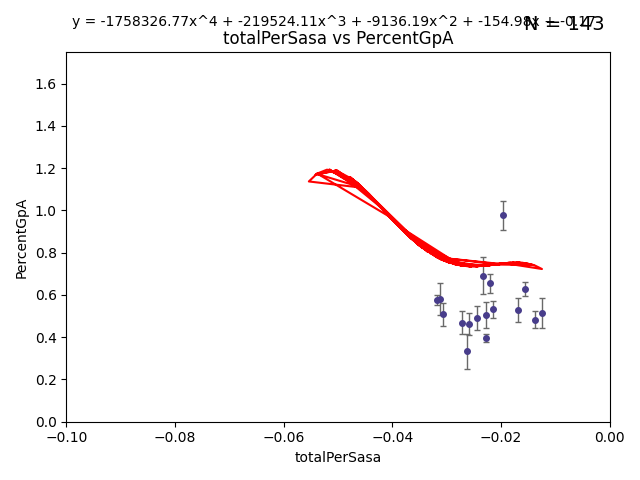 y = -1758326.77x^4 + -219524.11x^3 + -9136.19x^2 + -154.98x + -0.17
N = 143
totalPerSasa vs PercentGpA
1.6
1.4
1.2
1.0
0.8
0.6
0.4
0.2
0.0
PercentGpA
−0.10 −0.08 −0.06 −0.04 −0.02 0.00
totalPerSasa